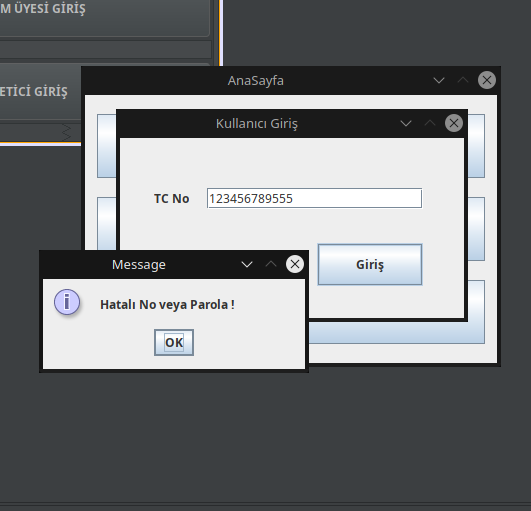 M ÜYESİ GİRİŞ
ETİCİ GİRİŞ
AnaSayfa
Kullanıcı Giriş
TC No
123456789555
Giriş
Message
Hatalı No veya Parola !
OK